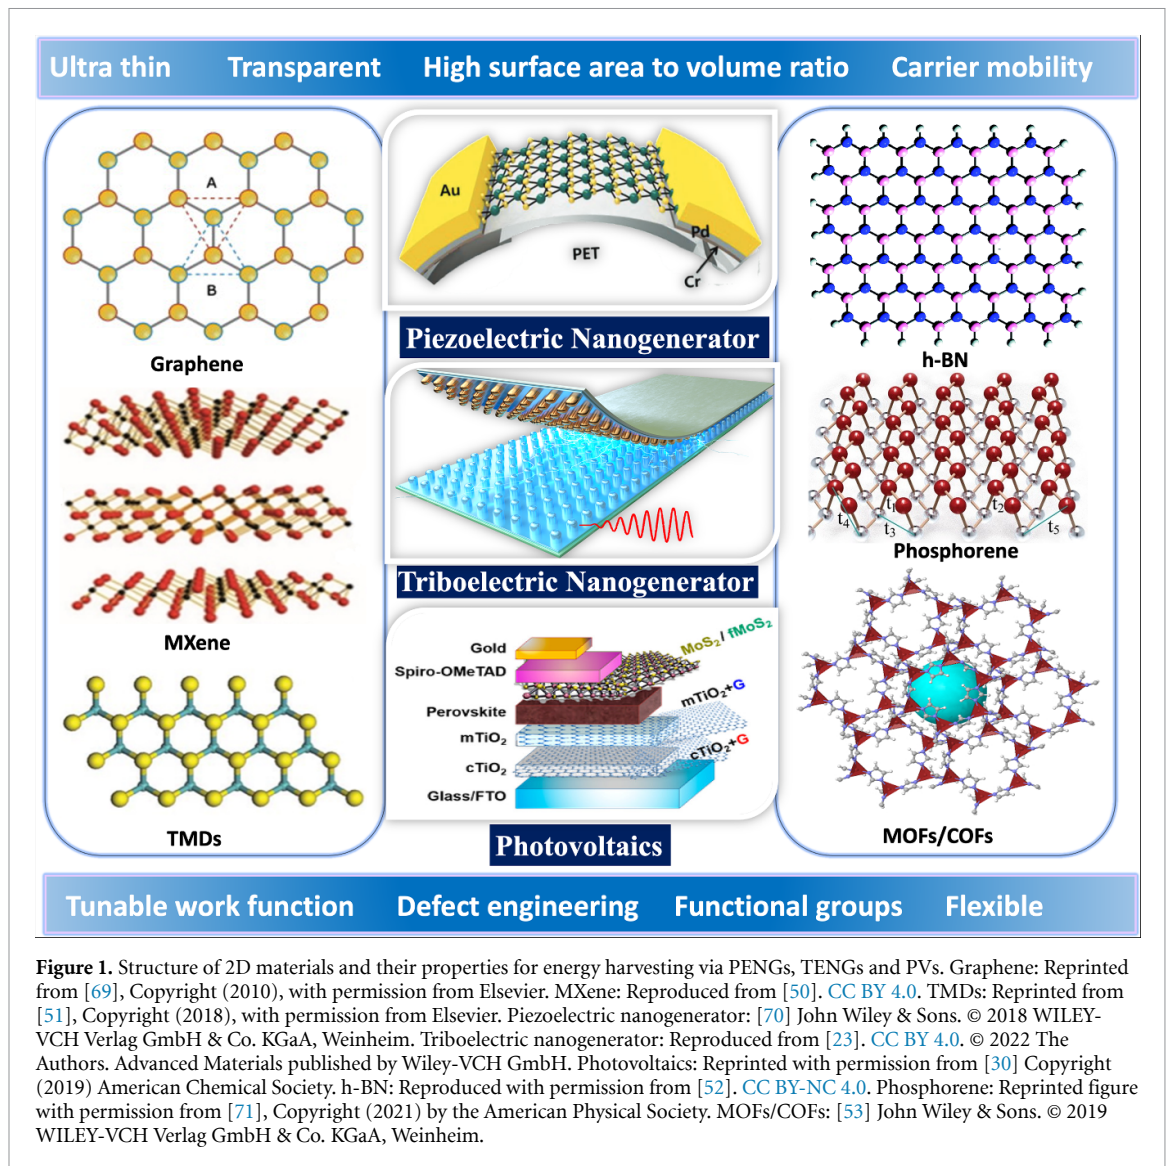 Ultra thin Transparent High surface area to volume ratio Carrier mobility
A
B
Graphene
MXene
TMDs
Au
PET
Pd
Cr
Piezoelectric Nanogenerator
Triboelectric Nanogenerator
Gold
Spiro-OMeTAD
Perovskite
mTiO₂
cTiO₂
Glass/FTO
MoS₂ / fMoS₂
mTiO₂+G
cTiO₂+G
Photovoltaics
h-BN
t₁
t₂
t₄
t₃
t₅
Phosphorene
MOFs/COFs
Tunable work function Defect engineering Functional groups Flexible
Figure 1. Structure of 2D materials and their properties for energy harvesting via PENGs, TENGs and PVs. Graphene: Reprinted
from [69], Copyright (2010), with permission from Elsevier. MXene: Reproduced from [50]. CC BY 4.0. TMDs: Reprinted from
[51], Copyright (2018), with permission from Elsevier. Piezoelectric nanogenerator: [70] John Wiley & Sons. © 2018 WILEY-
VCH Verlag GmbH & Co. KGaA, Weinheim. Triboelectric nanogenerator: Reproduced from [23]. CC BY 4.0. © 2022 The
Authors. Advanced Materials published by Wiley-VCH GmbH. Photovoltaics: Reprinted with permission from [30] Copyright
(2019) American Chemical Society. h-BN: Reproduced with permission from [52]. CC BY-NC 4.0. Phosphorene: Reprinted figure
with permission from [71], Copyright (2021) by the American Physical Society. MOFs/COFs: [53] John Wiley & Sons. © 2019
WILEY-VCH Verlag GmbH & Co. KGaA, Weinheim.